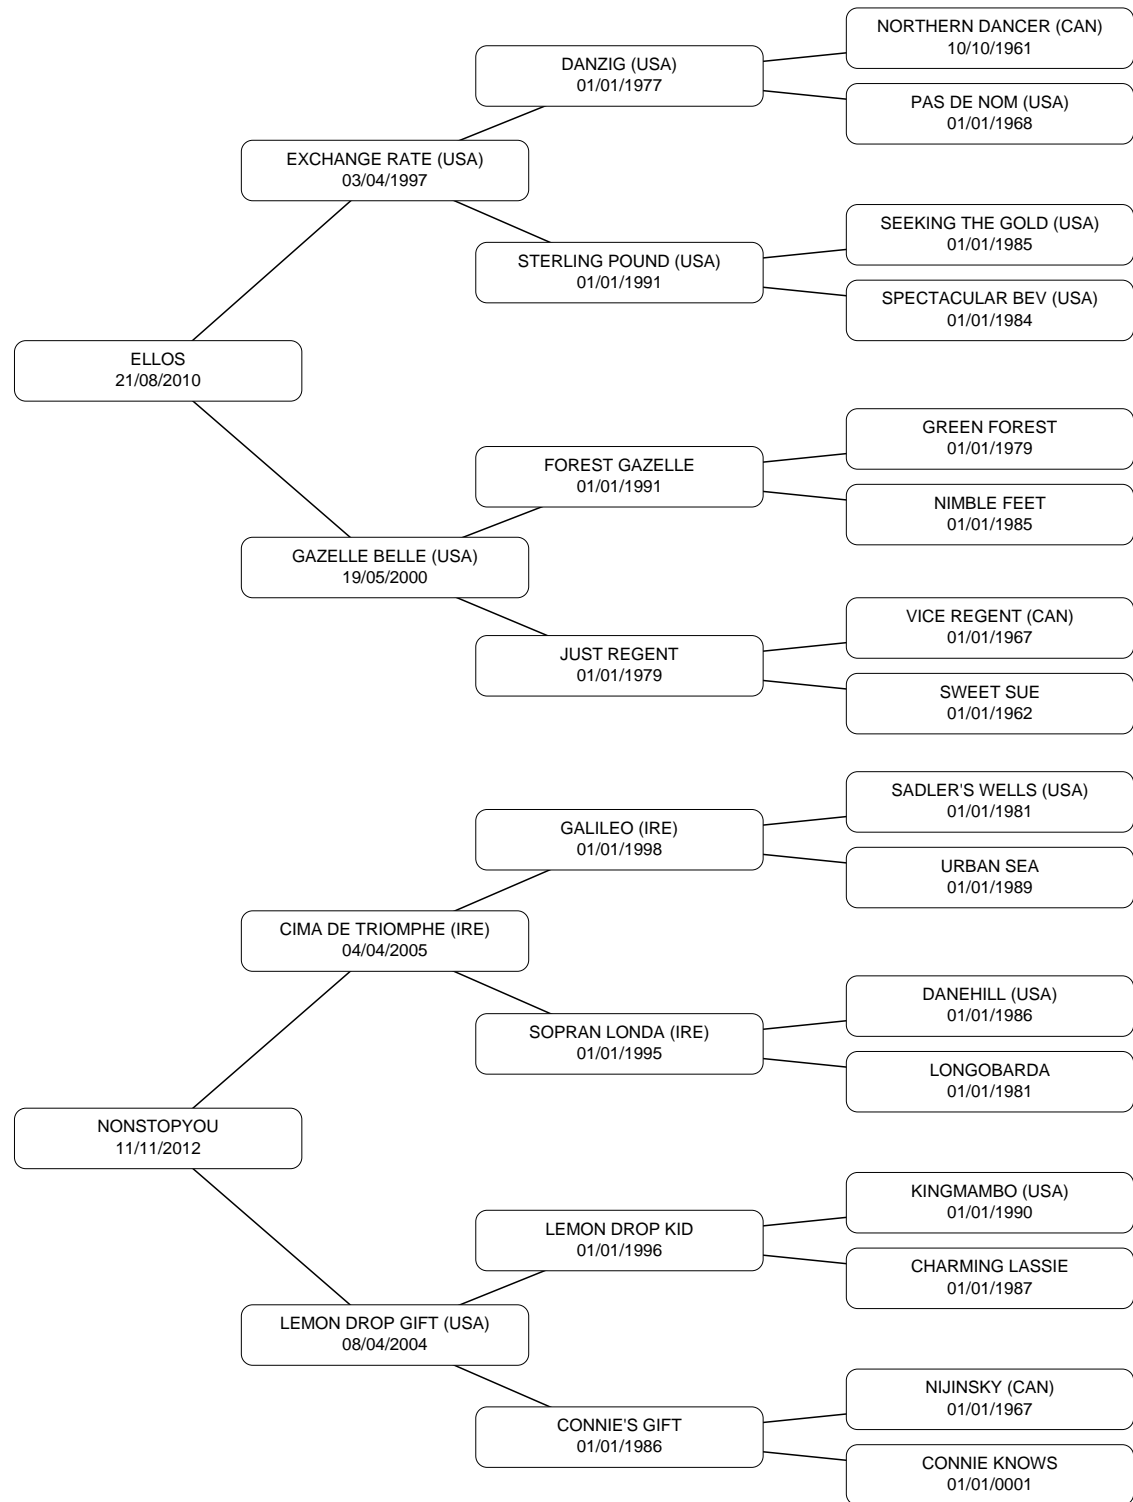 NORTHERN DANCER (CAN)
10/10/1961
DANZIG (USA)
01/01/1977
PAS DE NOM (USA)
01/01/1968
EXCHANGE RATE (USA)
03/04/1997
SEEKING THE GOLD (USA)
01/01/1985
STERLING POUND (USA)
01/01/1991
SPECTACULAR BEV (USA)
01/01/1984
ELLOS
21/08/2010
GREEN FOREST
01/01/1979
FOREST GAZELLE
01/01/1991
NIMBLE FEET
01/01/1985
GAZELLE BELLE (USA)
19/05/2000
VICE REGENT (CAN)
01/01/1967
JUST REGENT
01/01/1979
SWEET SUE
01/01/1962
SADLER'S WELLS (USA)
01/01/1981
GALILEO (IRE)
01/01/1998
URBAN SEA
01/01/1989
CIMA DE TRIOMPHE (IRE)
04/04/2005
DANEHILL (USA)
01/01/1986
SOPRAN LONDA (IRE)
01/01/1995
LONGOBARDA
01/01/1981
NONSTOPYOU
11/11/2012
KINGMAMBO (USA)
01/01/1990
LEMON DROP KID
01/01/1996
CHARMING LASSIE
01/01/1987
LEMON DROP GIFT (USA)
08/04/2004
NIJINSKY (CAN)
01/01/1967
CONNIE'S GIFT
01/01/1986
CONNIE KNOWS
01/01/0001